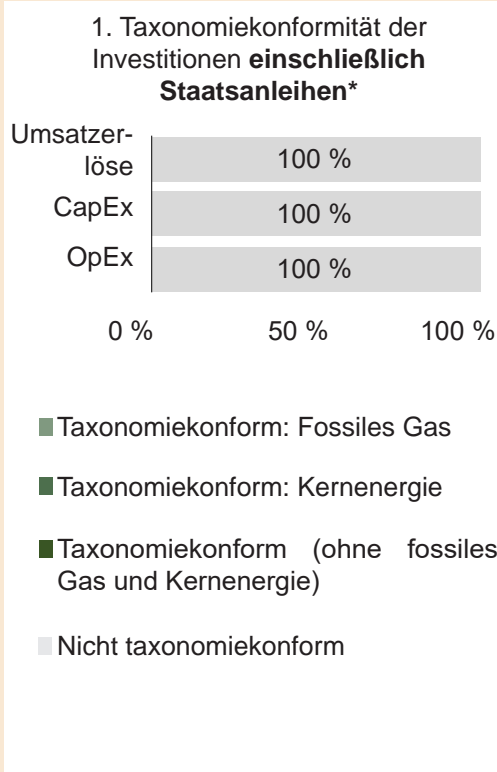 1. Taxonomiekonformität der
Investitionen einschließlich
Staatsanleihen*
Umsatzer-
löse
100 %
CapEx
100 %
OpEx
100 %
0 %
50 %
100 %
Taxonomiekonform: Fossiles Gas
Taxonomiekonform: Kernenergie
Taxonomiekonform (ohne fossiles
Gas und Kernenergie)
Nicht taxonomiekonform